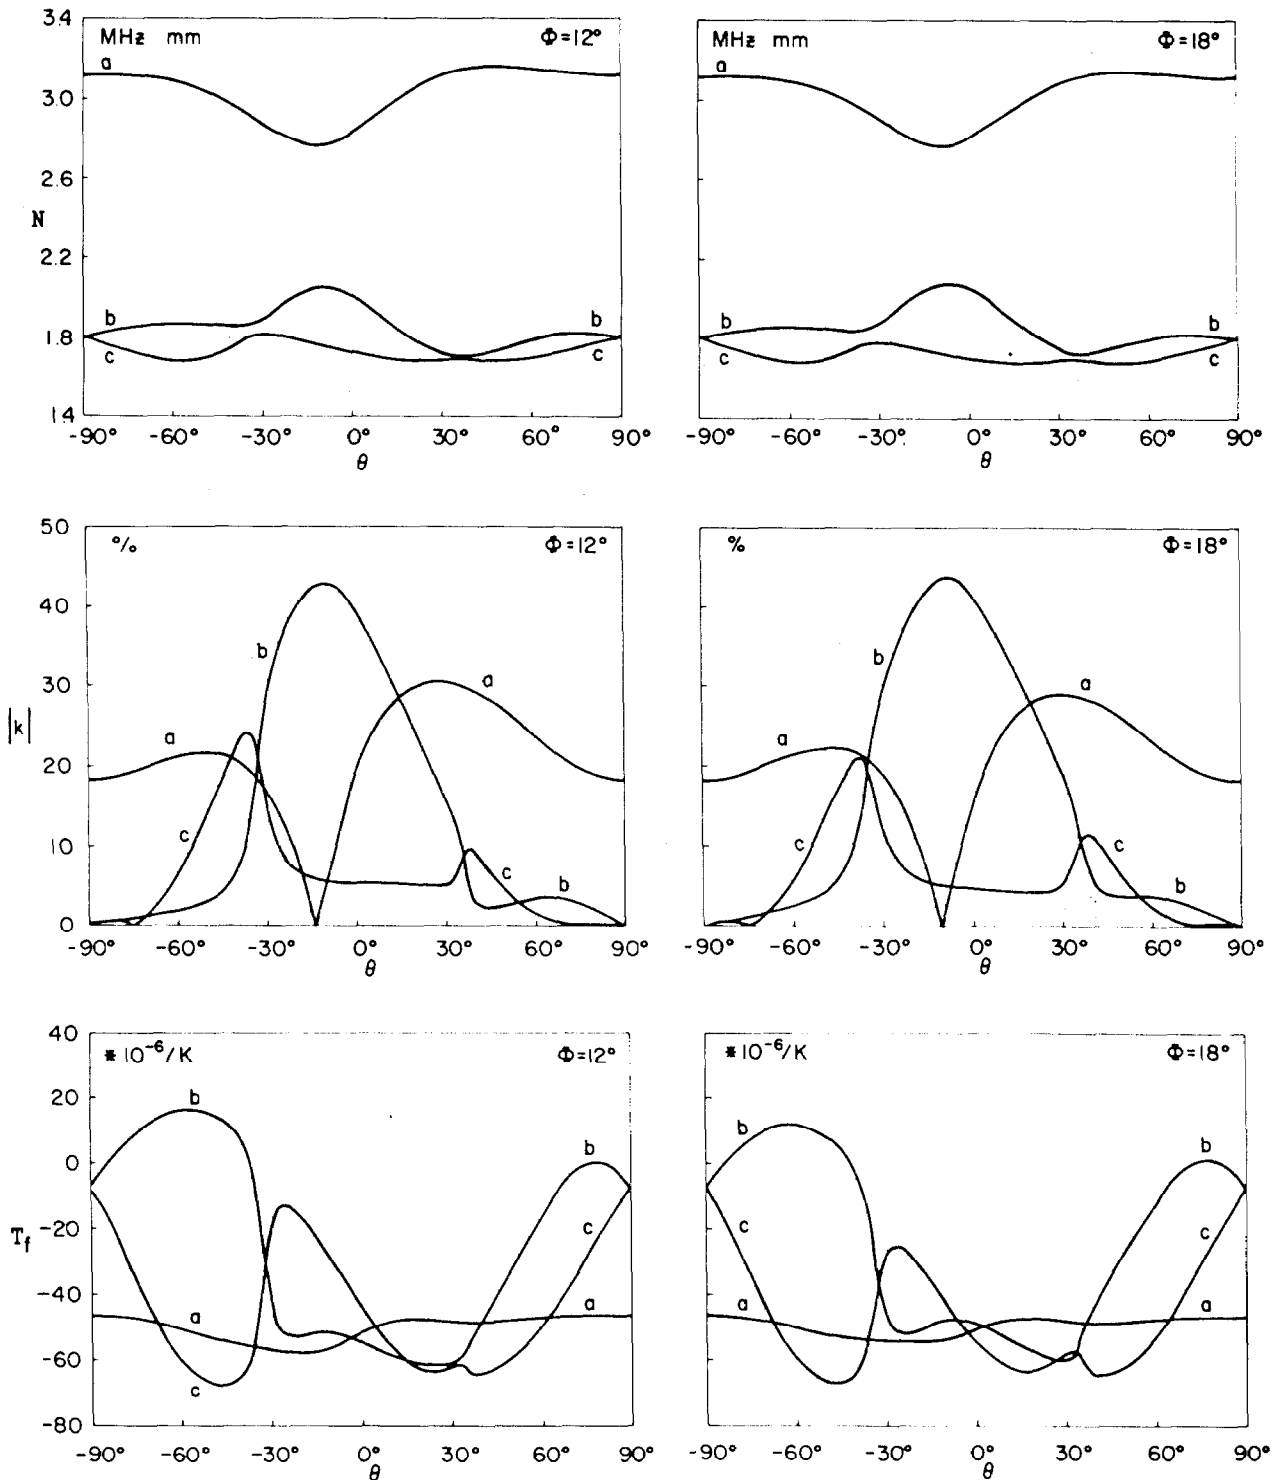 3.4
MHz mm
Φ=12°
a
3.0
2.6
N
2.2
b
b
1.8
c
c
1.4
-90°
-60°
-30°
0°
30°
60°
90°
θ
MHz mm
Φ=18°
a
b
b
c
c
-90°
-60°
-30°
0°
30°
60°
90°
θ
50
%
Φ=12°
40
b
30
a
|k|
20
a
c
10
c
b
0
-90°
-60°
-30°
0°
30°
60°
90°
θ
%
Φ=18°
b
a
a
c
c
b
-90°
-60°
-30°
0°
30°
60°
90°
θ
40
* 10-6/K
Φ=12°
20
b
b
0
-20
c
Tf
-40
a
a
-60
c
-80
-90°
-60°
-30°
0°
30°
60°
90°
θ
* 10-6/K
Φ=18°
b
b
c
c
a
a
-90°
-60°
-30°
0°
30°
60°
90°
θ